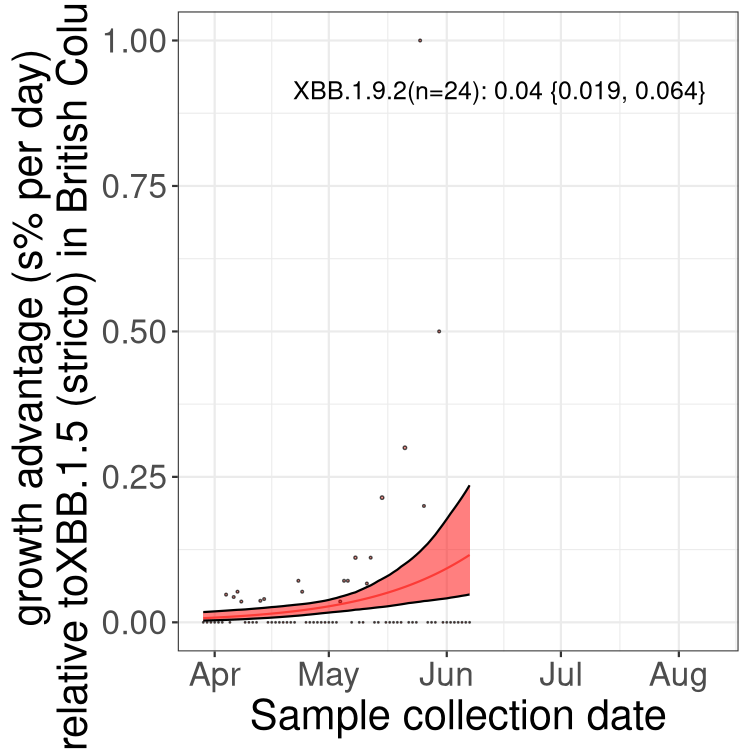 growth advantage (s% per day)
relative toXBB.1.5 (stricto) in British Colu
1.00
0.75
0.50
0.25
0.00
XBB.1.9.2(n=24): 0.04 {0.019, 0.064}
Apr May Jun Jul Aug
Sample collection date